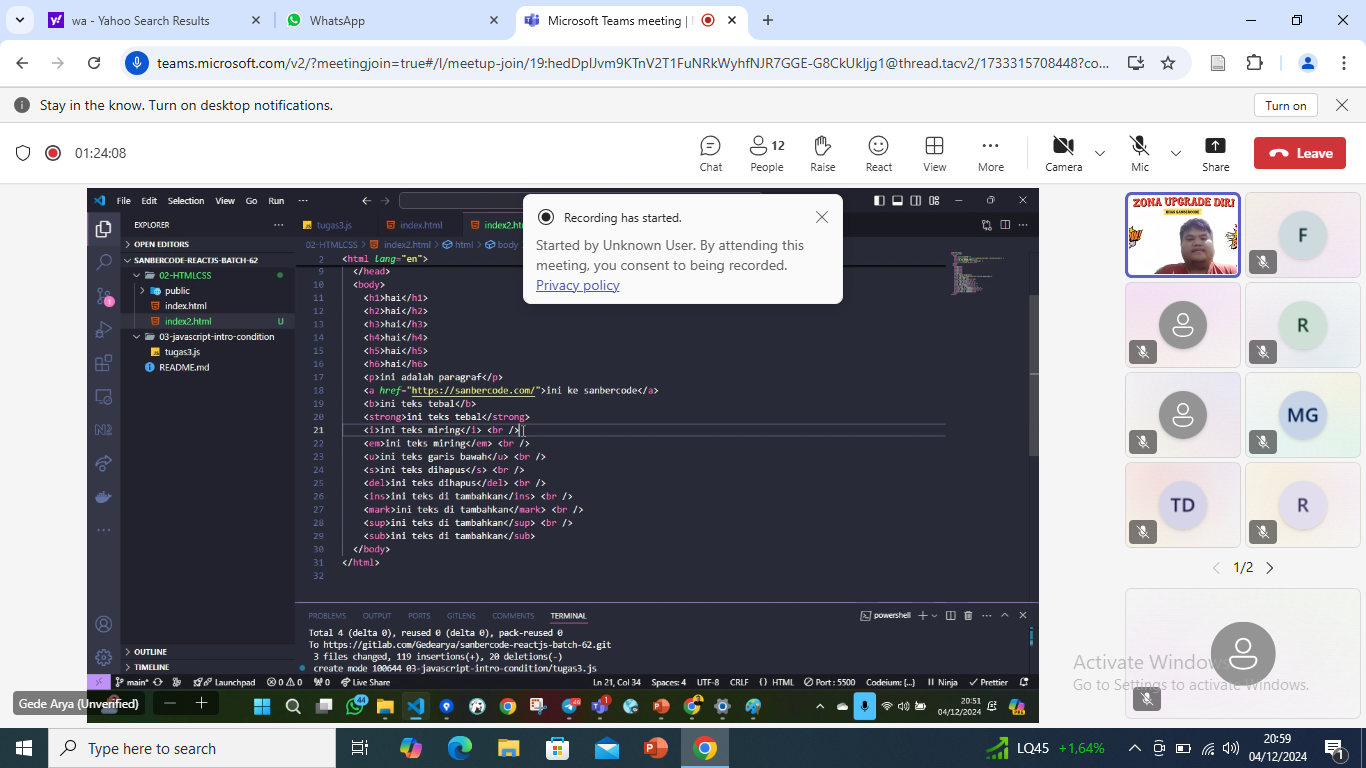 wa - Yahoo Search Results
WhatsApp
Microsoft Teams meeting |
teams.microsoft.com/v2/?meetingjoin=true#/l/meetup-join/19:hedDpIJvm9KTnV2T1FuNRkWyhfNJR7GGE-G8CkUkIjg1@thread.tacv2/1733315708448?co...
Stay in the know. Turn on desktop notifications.
Turn on
01:24:08
Chat
People
12
Raise
React
View
More
Camera
Mic
Share
Leave
File Edit Selection View Go Run ...
Recording has started.
Started by Unknown User. By attending this
meeting, you consent to being recorded.
Privacy policy
EXPLORER
OPEN EDITORS
SANBERCODE-REACTJS-BATCH-62
02-HTMLCSS
public
index.html
index2.html U
03-javascript-intro-condition
tugas3.js
README.md
OUTLINE
TIMELINE
1
tugas3.js
index.html
index2.ht
02-HTMLCSS > index2.html > html > body
2 <html lang="en">
9 </head>
10 <body>
11 <h1>hai</h1>
12 <h2>hai</h2>
13 <h3>hai</h3>
14 <h4>hai</h4>
15 <h5>hai</h5>
16 <h6>hai</h6>
17 <p>ini adalah paragraf</p>
18 <a href="https://sanbercode.com/">ini ke sanbercode</a>
19 <b>ini teks tebal</b>
20 <strong>ini teks tebal</strong>
21 <i>ini teks miring</i> <br />
22 <em>ini teks miring</em> <br />
23 <u>ini teks garis bawah</u> <br />
24 <s>ini teks dihapus</s> <br />
25 <del>ini teks dihapus</del> <br />
26 <ins>ini teks di tambahkan</ins> <br />
27 <mark>ini teks di tambahkan</mark> <br />
28 <sup>ini teks di tambahkan</sup> <br />
29 <sub>ini teks di tambahkan</sub>
30 </body>
31 </html>
32
PROBLEMS OUTPUT PORTS GITLENS COMMENTS TERMINAL
powershell
Total 4 (delta 0), reused 0 (delta 0), pack-reused 0
To https://gitlab.com/Gedearya/sanbercode-reactjs-batch-62.git
3 files changed, 119 insertions(+), 20 deletions(-)
create mode 100644 03-javascript-intro-condition/tugas3.js
main*
Launchpad
0 0
0
Live Share
Ln 21, Col 34
Spaces: 4
UTF-8
CRLF
HTML
Port : 5500
Codeium: {...}
Ninja
Prettier
Gede Arya (Unverified)
44
1
20:51
04/12/2024
ZONA UPGRADE DIRI
F
R
MG
TD
R
1/2
Activate Windows
Go to Settings to activate Windows.
Type here to search
LQ45 +1,64%
20:59
04/12/2024
1